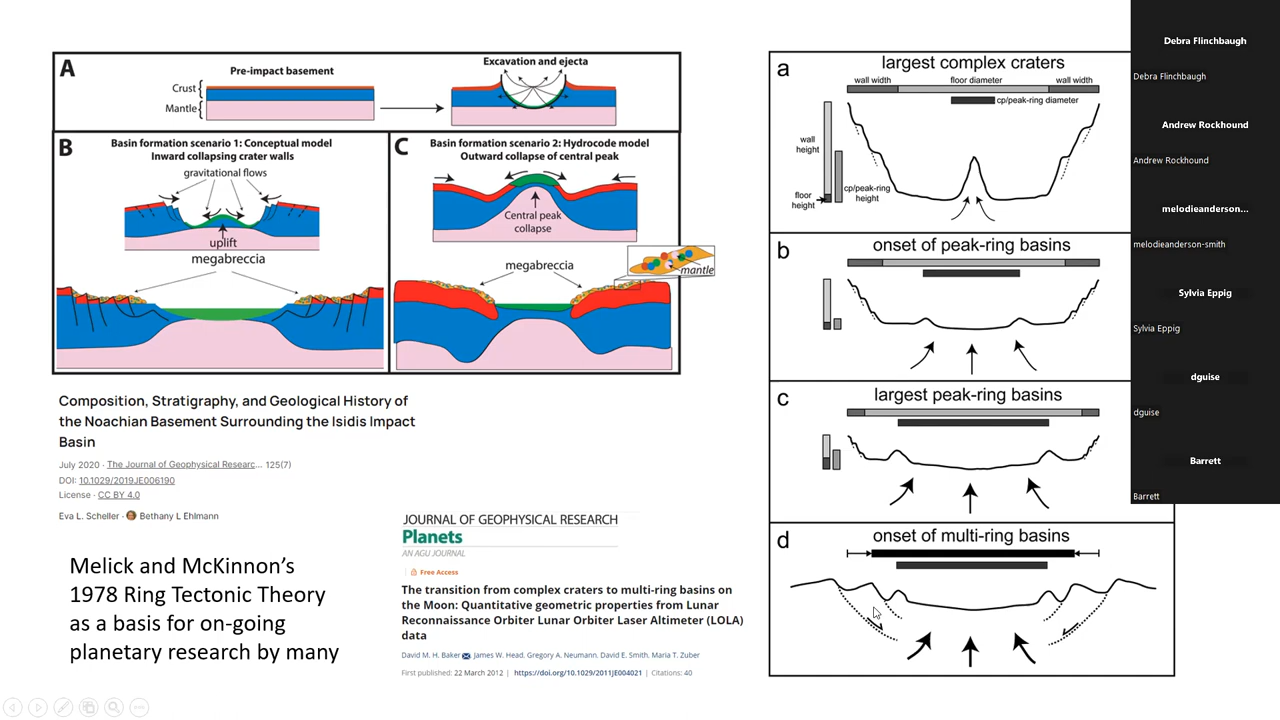 A
Pre-impact basement
Crust
Mantle
Excavation and ejecta
B
Basin formation scenario 1: Conceptual model
Inward collapsing crater walls
gravitational flows
uplift
megabreccia
C
Basin formation scenario 2: Hydrocode model
Outward collapse of central peak
Central peak
collapse
megabreccia
mantle
Composition, Stratigraphy, and Geological History of
the Noachian Basement Surrounding the Isidis Impact
Basin
July 2020 · The Journal of Geophysical Researc... 125(7)
DOI: 10.1029/2019JE006190
License · CC BY 4.0
Eva L. Scheller · Bethany L Ehlmann
Melick and McKinnon’s
1978 Ring Tectonic Theory
as a basis for on-going
planetary research by many
JOURNAL OF GEOPHYSICAL RESEARCH
Planets
AN AGU JOURNAL
Free Access
The transition from complex craters to multi-ring basins on
the Moon: Quantitative geometric properties from Lunar
Reconnaissance Orbiter Lunar Orbiter Laser Altimeter (LOLA)
data
David M. H. Baker, James W. Head, Gregory A. Neumann, David E. Smith, Maria T. Zuber
First published: 22 March 2012 | https://doi.org/10.1029/2011JE004021 | Citations: 40
a
largest complex craters
wall width
floor diameter
wall width
cp/peak-ring diameter
wall
height
floor
height
cp/peak-ring
height
b
onset of peak-ring basins
c
largest peak-ring basins
d
onset of multi-ring basins
Debra Flinchbaugh
Debra Flinchbaugh
Andrew Rockhound
Andrew Rockhound
melodieanderson...
melodieanderson-smith
Sylvia Eppig
Sylvia Eppig
dguise
dguise
Barrett
Barrett